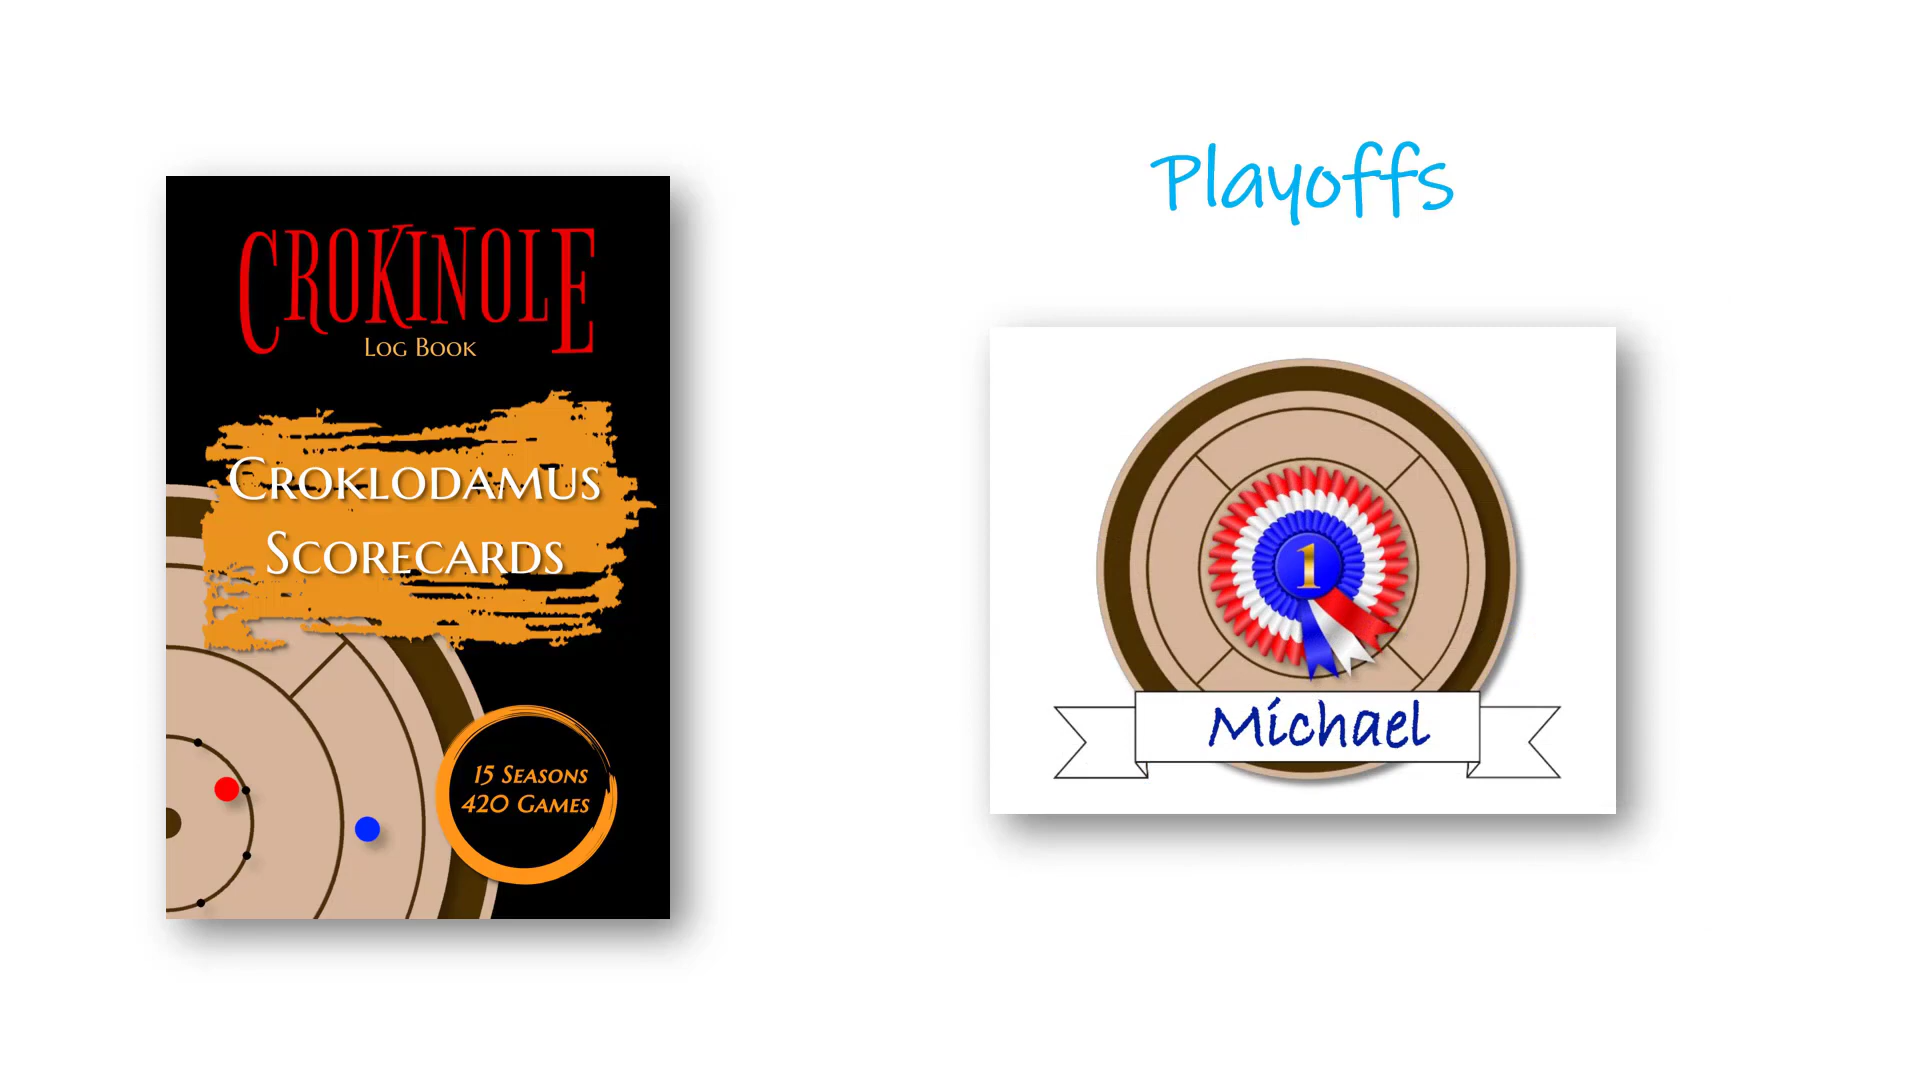 CROKINOLE
LOG BOOK
CROKLODAMUS
SCORECARDS
15 SEASONS
420 GAMES
Playoffs
1
Michael